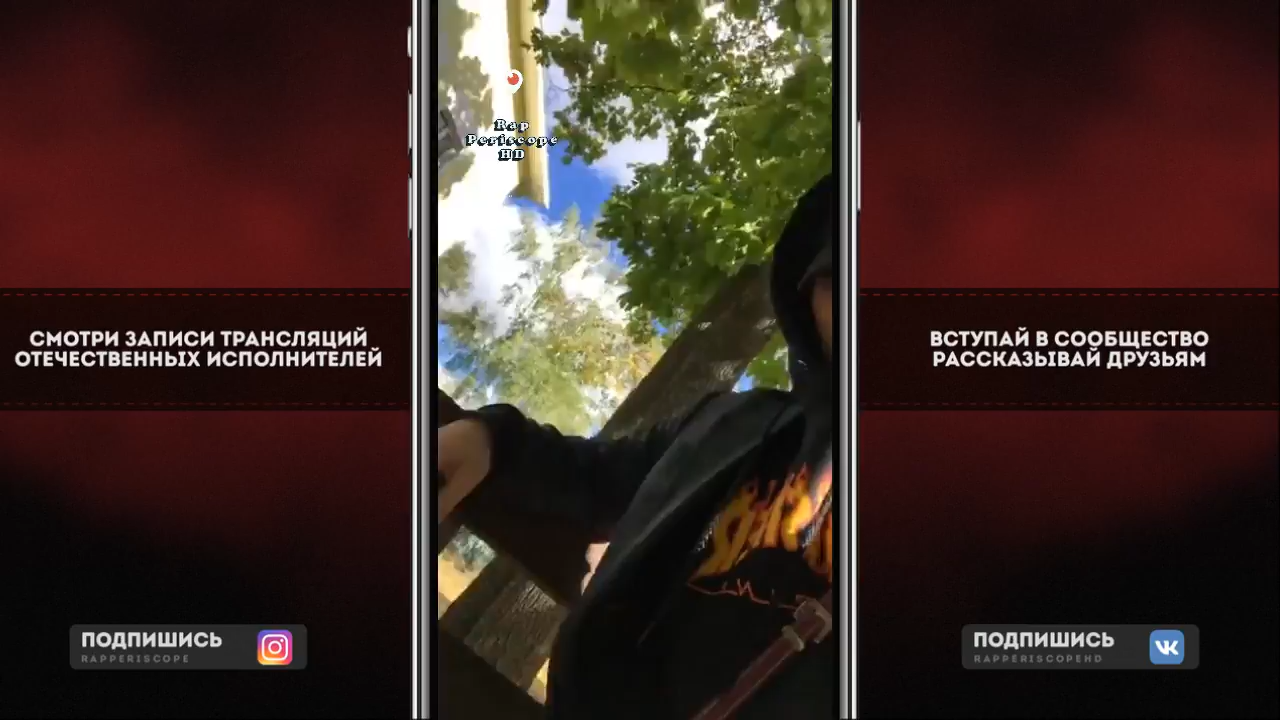 Rap
Periscope
HD
СМОТРИ ЗАПИСИ ТРАНСЛЯЦИЙ
ОТЕЧЕСТВЕННЫХ ИСПОЛНИТЕЛЕЙ
ВСТУПАЙ В СООБЩЕСТВО
РАССКАЗЫВАЙ ДРУЗЬЯМ
ПОДПИШИСЬ
RAPPERISCOPE
ПОДПИШИСЬ
RAPPERISCOPEHD